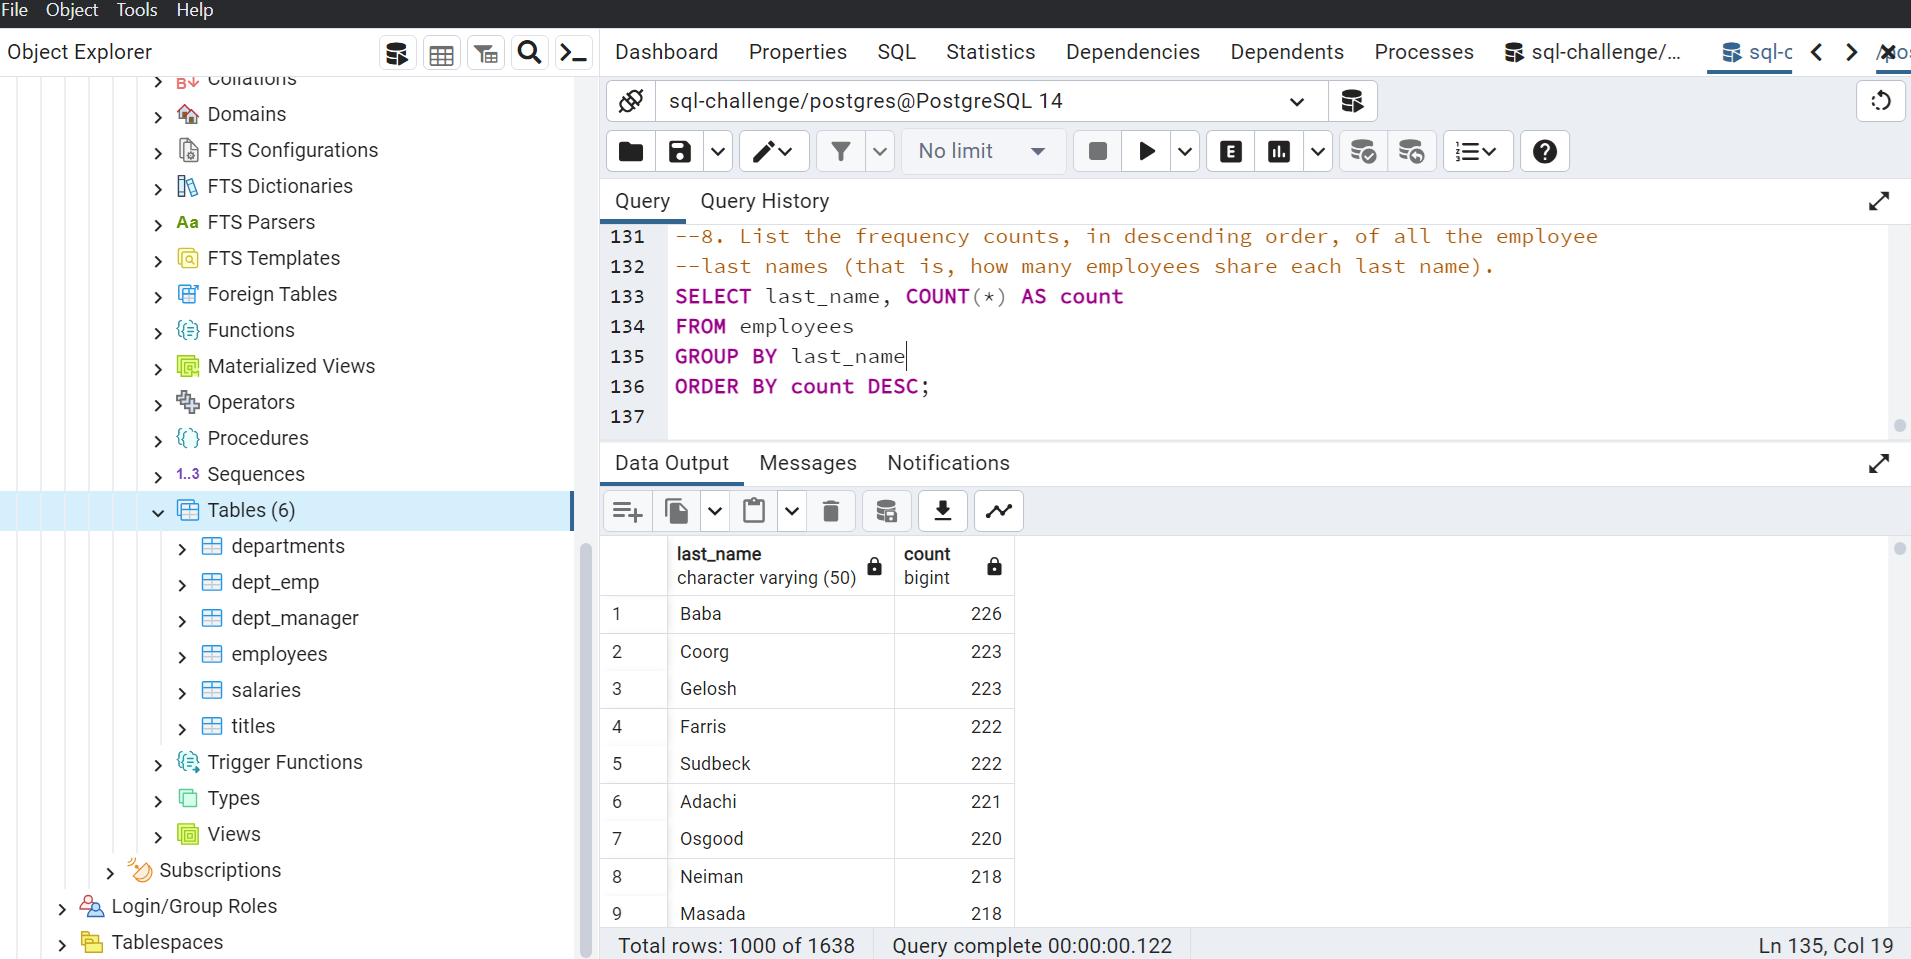 File Object Tools Help
Object Explorer
Collations
Domains
FTS Configurations
FTS Dictionaries
Aa FTS Parsers
FTS Templates
Foreign Tables
Functions
Materialized Views
Operators
Procedures
1..3 Sequences
Tables (6)
departments
dept_emp
dept_manager
employees
salaries
titles
Trigger Functions
Types
Views
Subscriptions
Login/Group Roles
Tablespaces
Dashboard Properties SQL Statistics Dependencies Dependents Processes sql-challenge/... sql-c
sql-challenge/postgres@PostgreSQL 14
No limit E
Query Query History
131 --8. List the frequency counts, in descending order, of all the employee
132 --last names (that is, how many employees share each last name).
133 SELECT last_name, COUNT(*) AS count
134 FROM employees
135 GROUP BY last_name
136 ORDER BY count DESC;
137
Data Output Messages Notifications
last_name count
character varying (50) bigint
1 Baba 226
2 Coorg 223
3 Gelosh 223
4 Farris 222
5 Sudbeck 222
6 Adachi 221
7 Osgood 220
8 Neiman 218
9 Masada 218
Total rows: 1000 of 1638 Query complete 00:00:00.122 Ln 135, Col 19